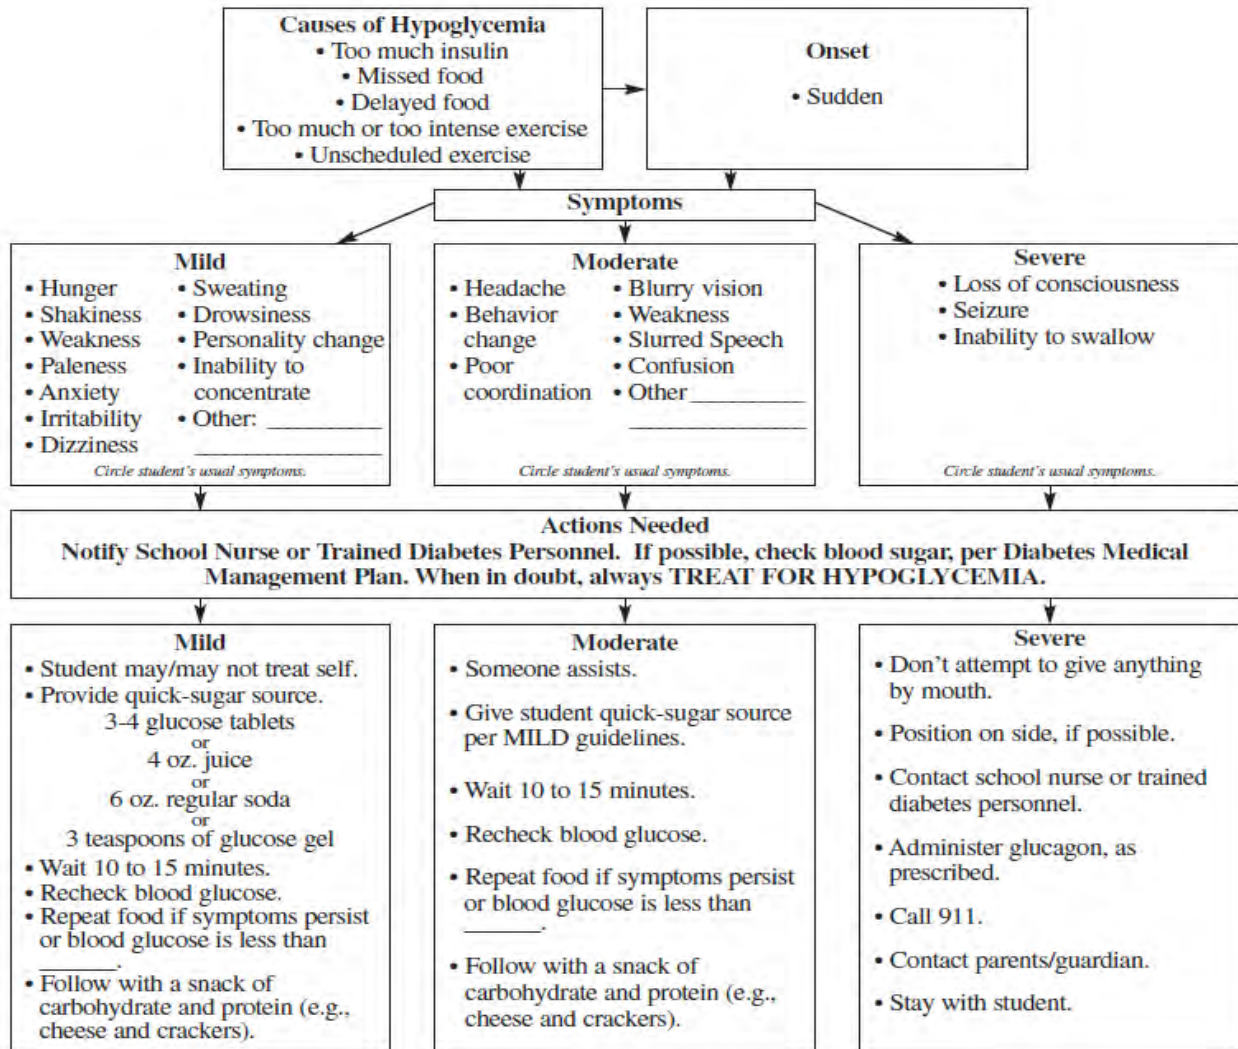 Causes of Hypoglycemia
• Too much insulin
• Missed food
• Delayed food
• Too much or too intense exercise
• Unscheduled exercise
Onset
• Sudden
Symptoms
Mild
• Hunger
• Shakiness
• Weakness
• Paleness
• Anxiety
• Irritability
• Dizziness
• Sweating
• Drowsiness
• Personality change
• Inability to
concentrate
• Other: __________
________________
Circle student's usual symptoms.
Moderate
• Headache
• Behavior
change
• Poor
coordination
• Blurry vision
• Weakness
• Slurred Speech
• Confusion
• Other __________
_______________
Circle student's usual symptoms.
Severe
• Loss of consciousness
• Seizure
• Inability to swallow
Circle student's usual symptoms.
Actions Needed
Notify School Nurse or Trained Diabetes Personnel. If possible, check blood sugar, per Diabetes Medical
Management Plan. When in doubt, always TREAT FOR HYPOGLYCEMIA.
Mild
• Student may/may not treat self.
• Provide quick-sugar source.
3-4 glucose tablets
or
4 oz. juice
or
6 oz. regular soda
or
3 teaspoons of glucose gel
• Wait 10 to 15 minutes.
• Recheck blood glucose.
• Repeat food if symptoms persist
or blood glucose is less than
_______.
• Follow with a snack of
carbohydrate and protein (e.g.,
cheese and crackers).
Moderate
• Someone assists.
• Give student quick-sugar source
per MILD guidelines.
• Wait 10 to 15 minutes.
• Recheck blood glucose.
• Repeat food if symptoms persist
or blood glucose is less than
_______.
• Follow with a snack of
carbohydrate and protein (e.g.,
cheese and crackers).
Severe
• Don't attempt to give anything
by mouth.
• Position on side, if possible.
• Contact school nurse or trained
diabetes personnel.
• Administer glucagon, as
prescribed.
• Call 911.
• Contact parents/guardian.
• Stay with student.